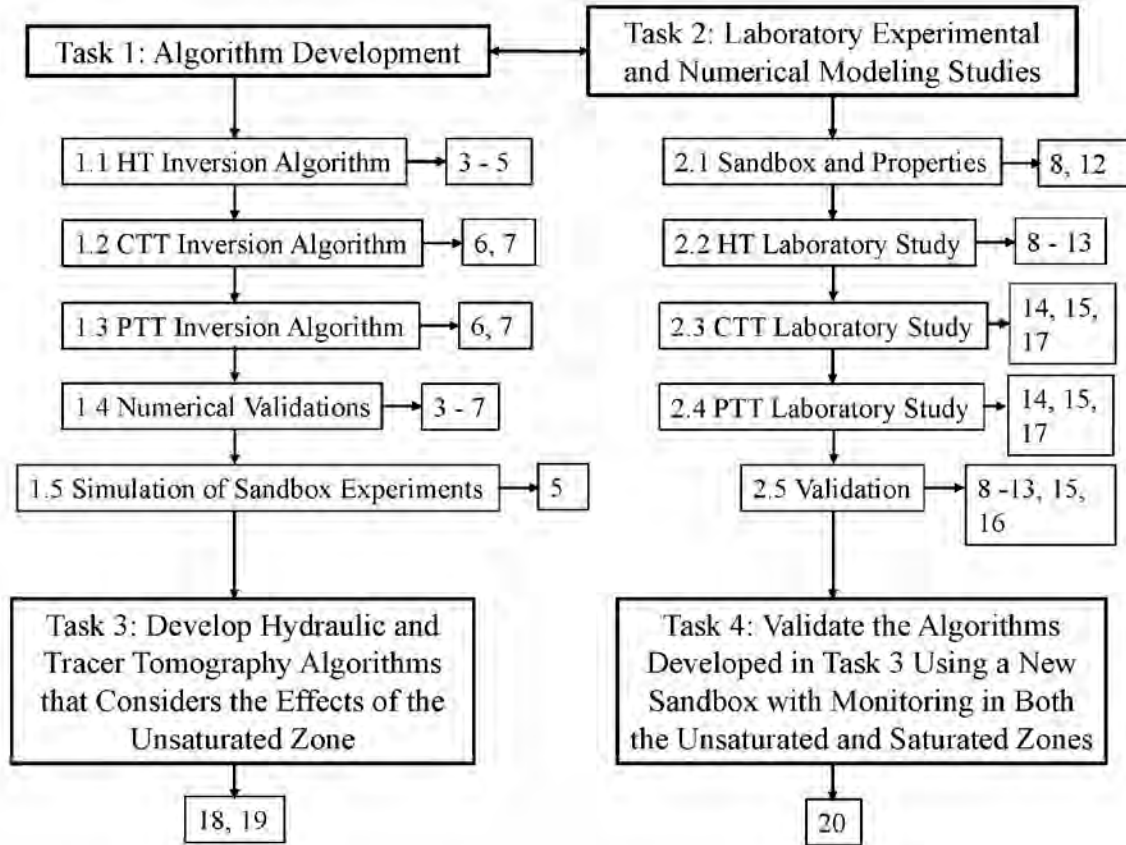 Task 1: Algorithm Development
Task 2: Laboratory Experimental
and Numerical Modeling Studies
1.1 HT Inversion Algorithm
3 - 5
1.2 CTT Inversion Algorithm
6, 7
1.3 PTT Inversion Algorithm
6, 7
1.4 Numerical Validations
3 - 7
1.5 Simulation of Sandbox Experiments
5
2.1 Sandbox and Properties
8, 12
2.2 HT Laboratory Study
8 - 13
2.3 CTT Laboratory Study
14, 15,
17
2.4 PTT Laboratory Study
14, 15,
17
2.5 Validation
8 -13, 15,
16
Task 3: Develop Hydraulic and
Tracer Tomography Algorithms
that Considers the Effects of the
Unsaturated Zone
18, 19
Task 4: Validate the Algorithms
Developed in Task 3 Using a New
Sandbox with Monitoring in Both
the Unsaturated and Saturated Zones
20